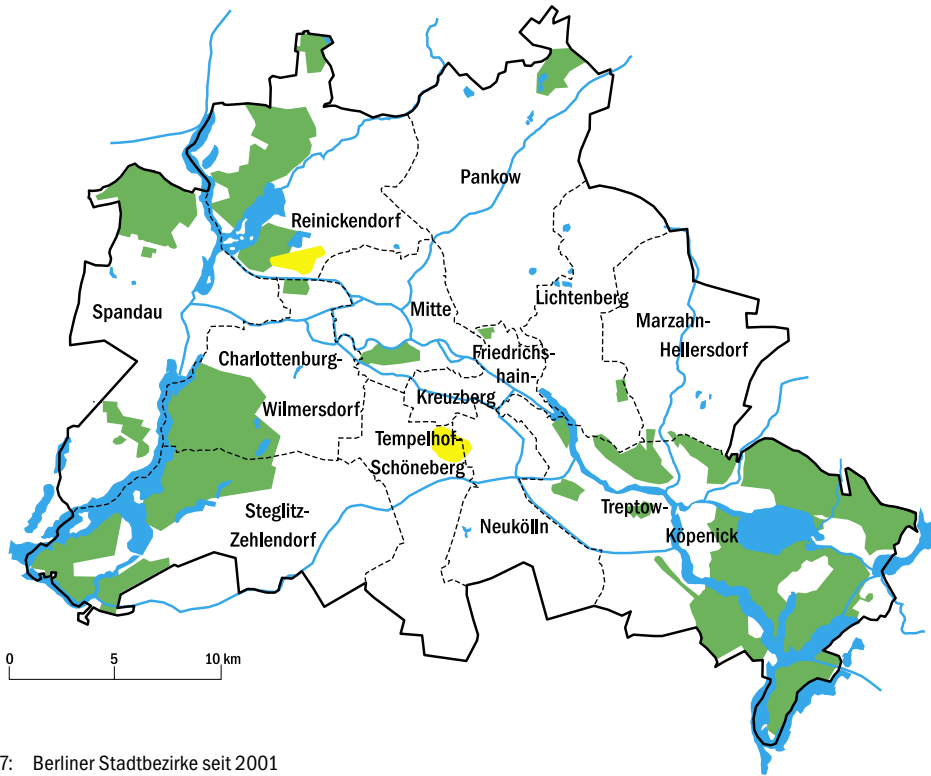 Pankow
Reinickendorf
Spandau
Mitte
Lichtenberg
Marzahn-
Hellersdorf
Charlottenburg-
Wilmersdorf
Friedrichs-
hain-
Kreuzberg
Tempelhof-
Schöneberg
Steglitz-
Zehlendorf
Neukölln
Treptow-
Köpenick
0 5 10 km
7: Berliner Stadtbezirke seit 2001